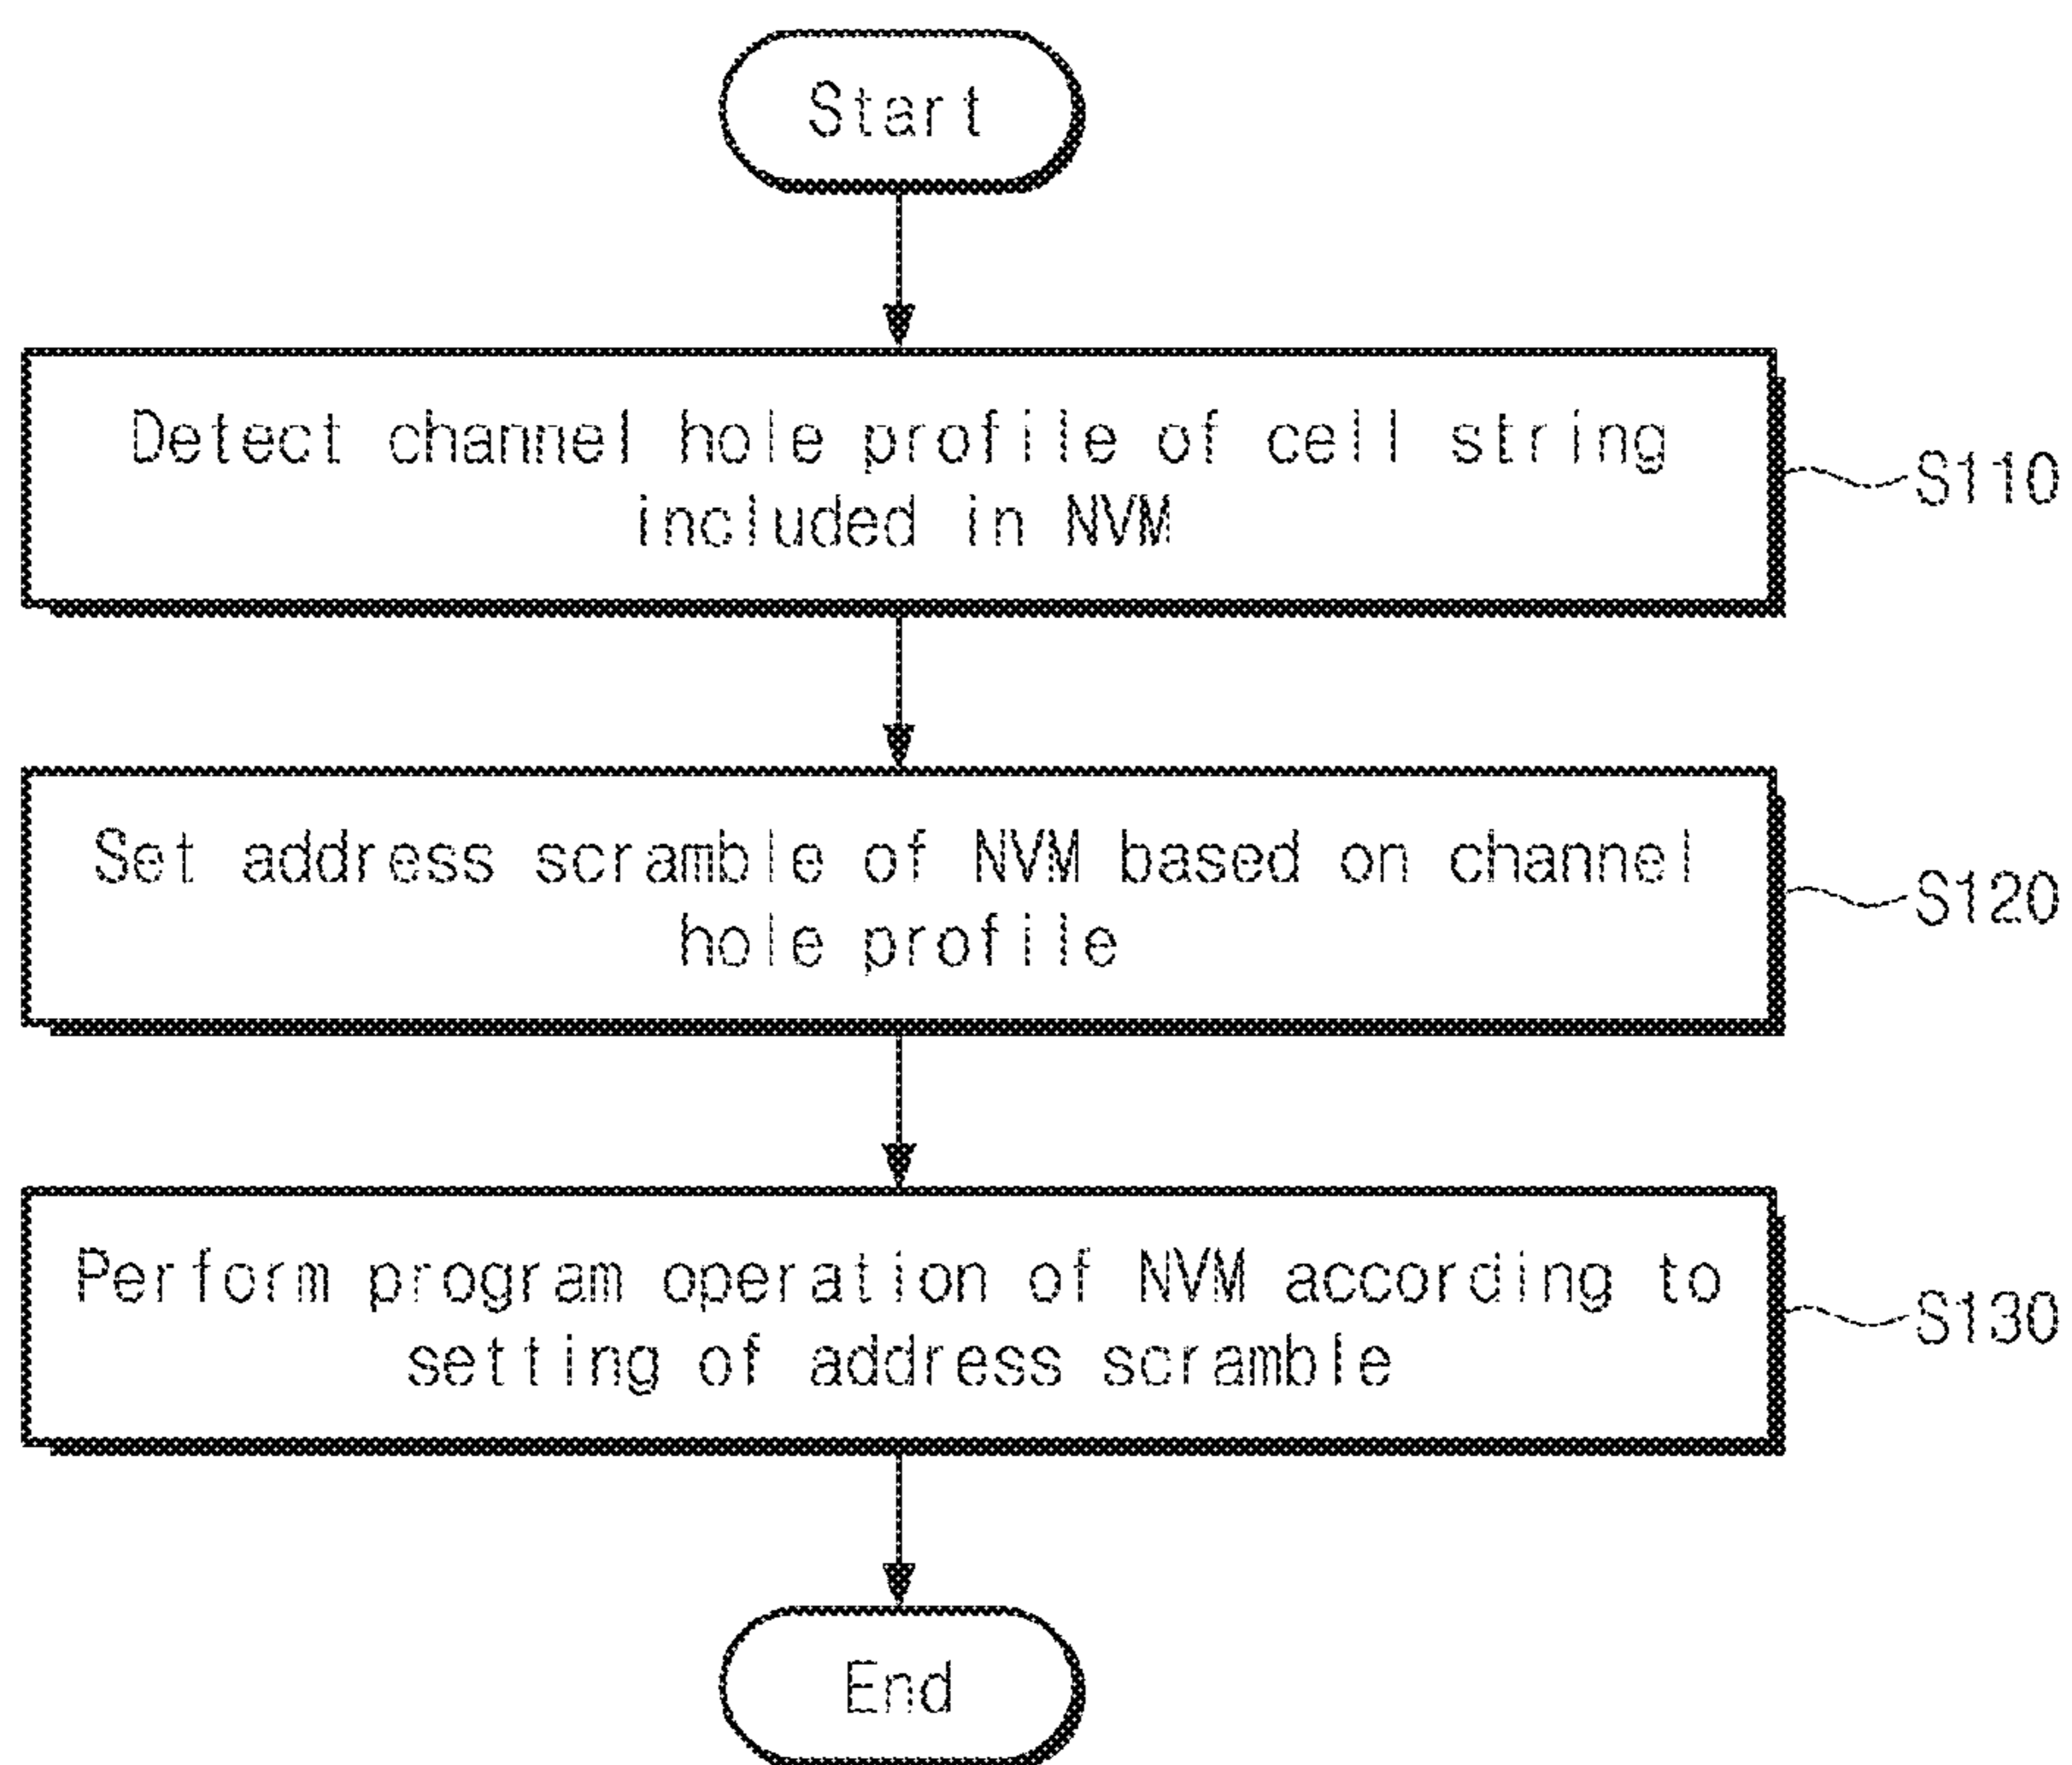 Start
Detect channel hole profile of cell string
included in NVM
S110
Set address scramble of NVM based on channel
hole profile
S120
Perform program operation of NVM according to
setting of address scramble
S130
End